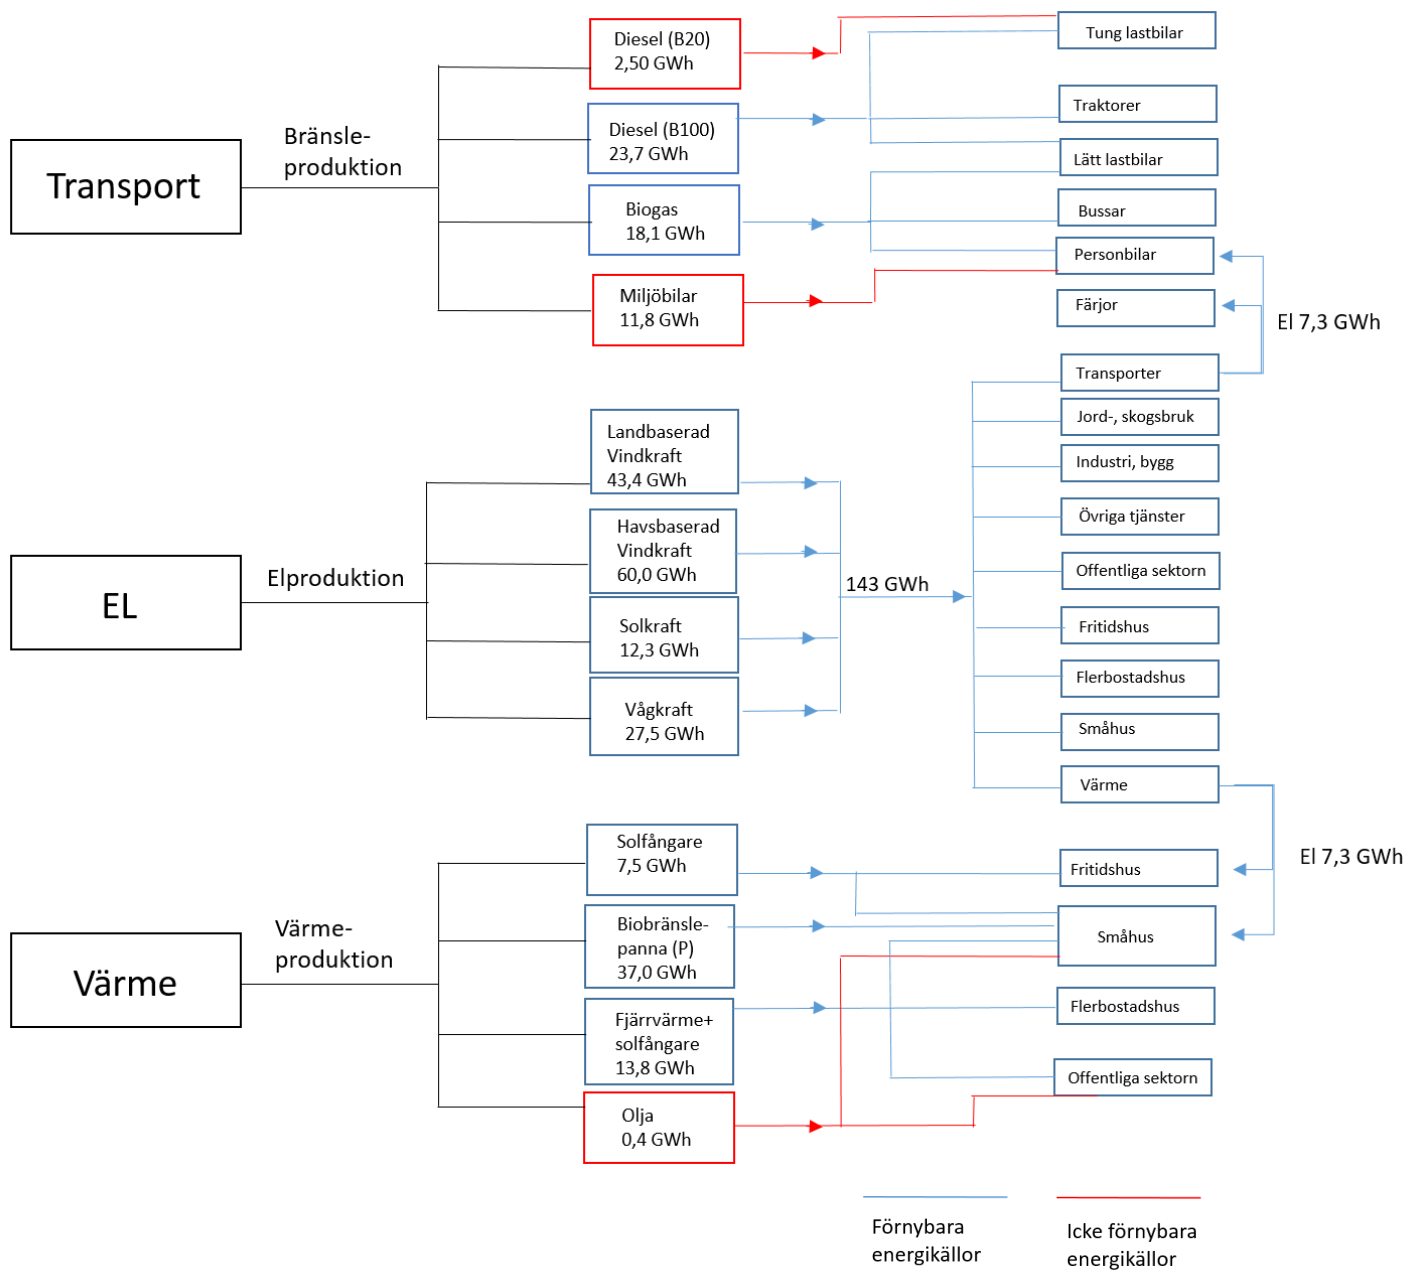 Transport
Bränsle-
produktion
Diesel (B20)
2,50 GWh
Diesel (B100)
23,7 GWh
Biogas
18,1 GWh
Miljöbilar
11,8 GWh
Tung lastbilar
Traktorer
Lätt lastbilar
Bussar
Personbilar
Färjor
El 7,3 GWh
EL
Elproduktion
Landbaserad
Vindkraft
43,4 GWh
Havsbaserad
Vindkraft
60,0 GWh
Solkraft
12,3 GWh
Vågkraft
27,5 GWh
143 GWh
Transporter
Jord-, skogsbruk
Industri, bygg
Övriga tjänster
Offentliga sektorn
Fritidshus
Flerbostadshus
Småhus
Värme
El 7,3 GWh
Värme
Värme-
produktion
Solfångare
7,5 GWh
Biobränsle-
panna (P)
37,0 GWh
Fjärrvärme+
solfångare
13,8 GWh
Olja
0,4 GWh
Fritidshus
Småhus
Flerbostadshus
Offentliga sektorn
Förnybara
energikällor
Icke förnybara
energikällor